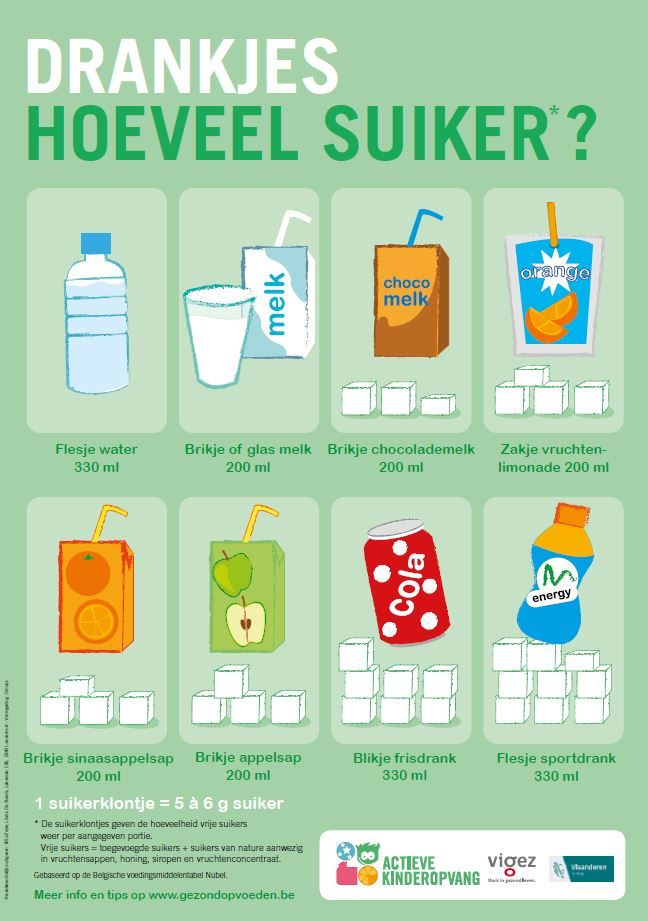 DRANKJES
HOEVEEL SUIKER*?
melk
choco
melk
orange
Flesje water
330 ml
Brikje of glas melk
200 ml
Brikje chocolademelk
200 ml
Zakje vruchten-
limonade 200 ml
cola
energy
Brikje sinaasappelsap
200 ml
Brikje appelsap
200 ml
Blikje frisdrank
330 ml
Flesje sportdrank
330 ml
1 suikerklontje = 5 à 6 g suiker
* De suikerklontjes geven de hoeveelheid vrije suikers
weer per aangegeven portie.
Vrije suikers = toegevoegde suikers + suikers van nature aanwezig
in vruchtensappen, honing, siropen en vruchtenconcentraat.
Gebaseerd op de Belgische voedingsmiddelentabel Nubel.
Meer info en tips op www.gezondopvoeden.be
ACTIEVE
KINDEROPVANG
vigez
thuis in gezond leven.
Vlaanderen